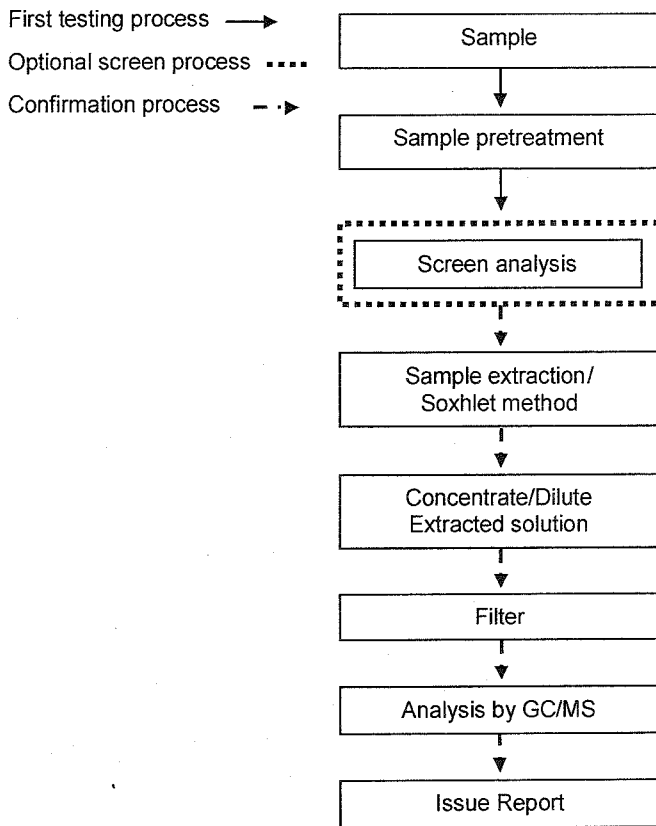 First testing process
Optional screen process
Confirmation process
Sample
Sample pretreatment
Screen analysis
Sample extraction/
Soxhlet method
Concentrate/Dilute
Extracted solution
Filter
Analysis by GC/MS
Issue Report